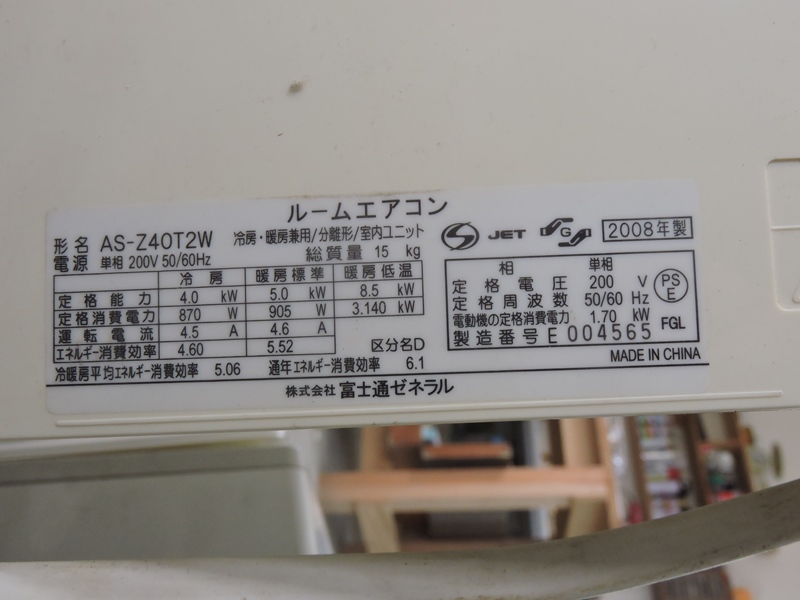 ルームエアコン
形名 AS-Z40T2W 冷房・暖房兼用/分離形/室内ユニット
電源 単相 200V 50/60Hz 総質量 15 kg
冷房 暖房標準 暖房低温
定格能力 4.0 kW 5.0 kW 8.5 kW
定格消費電力 870 W 905 W 3.140 kW
運転電流 4.5 A 4.6 A
エネルギー消費効率 4.60 5.52 区分名D
冷暖房平均エネルギー消費効率 5.06 通年エネルギー消費効率 6.1
株式会社 富士通ゼネラル
S JET SGS 2008年製
相 単相
定格電圧 200 V
定格周波数 50/60 Hz
電動機の定格消費電力 1.70 kW
製造番号 E 004565
PS
E
FGL
MADE IN CHINA